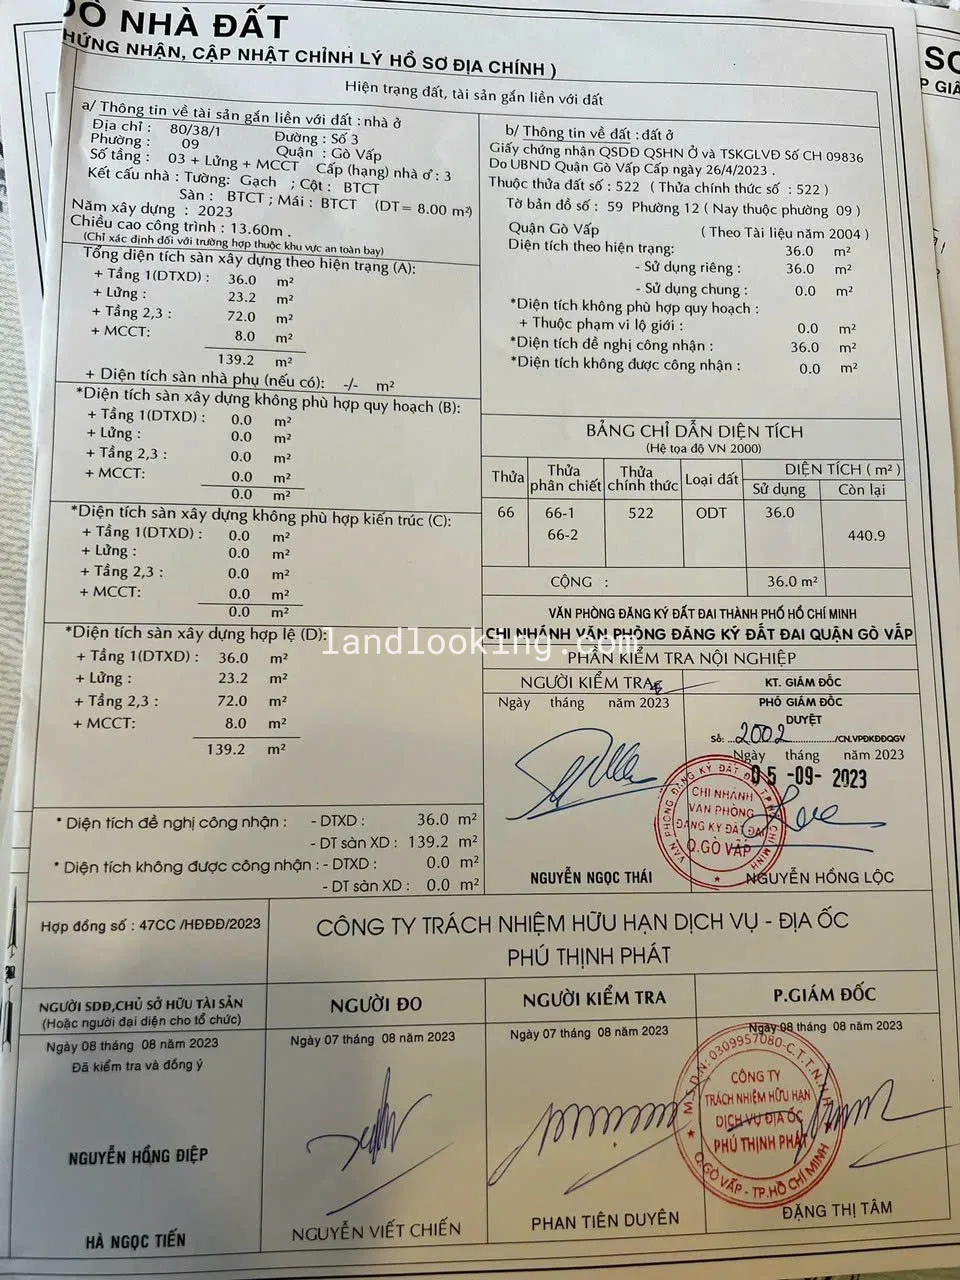 ĐỒ NHÀ ĐẤT
CHỨNG NHẬN, CẬP NHẬT CHỈNH LÝ HỒ SƠ ĐỊA CHÍNH )
Hiện trạng đất, tài sản gắn liền với đất
a/ Thông tin về tài sản gắn liền với đất : nhà ở
Địa chỉ : 80/38/1 Đường : Số 3
Phường : 09 Quận : Gò Vấp
Số tầng : 03 + Lửng + MCCT Cấp (hạng) nhà ở : 3
Kết cấu nhà : Tường: Gạch ; Cột : BTCT
Sàn : BTCT ; Mái : BTCT (DT= 8.00 m²)
Năm xây dựng : 2023
Chiều cao công trình : 13.60m .
(Chỉ xác định đối với trường hợp thuộc khu vực an toàn bay)
Tổng diện tích sàn xây dựng theo hiện trạng (A):
+ Tầng 1(DTXD) : 36.0 m²
+ Lửng : 23.2 m²
+ Tầng 2,3 : 72.0 m²
+ MCCT: 8.0 m²
139.2 m²
+ Diện tích sàn nhà phụ (nếu có): -/- m²
*Diện tích sàn xây dựng không phù hợp quy hoạch (B):
+ Tầng 1(DTXD) : 0.0 m²
+ Lửng : 0.0 m²
+ Tầng 2,3 : 0.0 m²
+ MCCT: 0.0 m²
0.0 m²
*Diện tích sàn xây dựng không phù hợp kiến trúc (C):
+ Tầng 1(DTXD) : 0.0 m²
+ Lửng : 0.0 m²
+ Tầng 2,3 : 0.0 m²
+ MCCT: 0.0 m²
0.0 m²
*Diện tích sàn xây dựng hợp lệ (D):
+ Tầng 1(DTXD) : 36.0 m²
+ Lửng : 23.2 m²
+ Tầng 2,3 : 72.0 m²
+ MCCT : 8.0 m²
139.2 m²
* Diện tích đề nghị công nhận : - DTXD : 36.0 m²
- DT sàn XD : 139.2 m²
* Diện tích không được công nhận : - DTXD : 0.0 m²
- DT sàn XD : 0.0 m²
b/ Thông tin về đất : đất ở
Giấy chứng nhận QSDĐ QSHN Ở và TSKGLVĐ Số CH 09836
Do UBND Quận Gò Vấp Cấp ngày 26/4/2023 .
Thuộc thửa đất số : 522 ( Thửa chính thức số : 522 )
Tờ bản đồ số : 59 Phường 12 ( Nay thuộc phường 09 )
Quận Gò Vấp ( Theo Tài liệu năm 2004 )
Diện tích theo hiện trạng: 36.0 m²
- Sử dụng riêng : 36.0 m²
- Sử dụng chung : 0.0 m²
*Diện tích không phù hợp quy hoạch :
+ Thuộc phạm vi lộ giới : 0.0 m²
*Diện tích đề nghị công nhận : 36.0 m²
*Diện tích không được công nhận : 0.0 m²
BẢNG CHỈ DẪN DIỆN TÍCH
(Hệ tọa độ VN 2000)
Thửa Thửa phân chiết Thửa chính thức Loại đất DIỆN TÍCH ( m² )
Sử dụng Còn lại
66 66-1 522 ODT 36.0
66-2 440.9
CỘNG : 36.0 m²
VĂN PHÒNG ĐĂNG KÝ ĐẤT ĐAI THÀNH PHỐ HỒ CHÍ MINH
CHI NHÁNH VĂN PHÒNG ĐĂNG KÝ ĐẤT ĐAI QUẬN GÒ VẤP
landlooking.com
PHẦN KIỂM TRA NỘI NGHIỆP
NGƯỜI KIỂM TRA KT. GIÁM ĐỐC
Ngày tháng năm 2023 PHÓ GIÁM ĐỐC
DUYỆT
Số: ...2002............/CN.VPĐKĐĐQGV
Ngày tháng năm 2023
05 -09- 2023
VĂN PHÒNG ĐĂNG KÝ ĐẤT ĐAI TP. HỒ CHÍ MINH
CHI NHÁNH
VĂN PHÒNG
ĐĂNG KÝ ĐẤT ĐAI
Q.GÒ VẤP
NGUYỄN NGỌC THÁI NGUYỄN HỒNG LỘC
Hợp đồng số : 47CC /HĐĐĐ/2023
CÔNG TY TRÁCH NHIỆM HỮU HẠN DỊCH VỤ - ĐỊA ỐC
PHÚ THỊNH PHÁT
NGƯỜI SDĐ,CHỦ SỞ HỮU TÀI SẢN
(Hoặc người đại diện cho tổ chức)
Ngày 08 tháng 08 năm 2023
Đã kiểm tra và đồng ý
NGUYỄN HỒNG ĐIỆP
HÀ NGỌC TIẾN
NGƯỜI ĐO
Ngày 07 tháng 08 năm 2023
NGUYỄN VIẾT CHIẾN
NGƯỜI KIỂM TRA
Ngày 07 tháng 08 năm 2023
PHAN TIÊN DUYÊN
P.GIÁM ĐỐC
Ngày 08 tháng 08 năm 2023
M.S.D.N: 0309957080-C.T.T.N.H.H
CÔNG TY
TRÁCH NHIỆM HỮU HẠN
DỊCH VỤ ĐỊA ỐC
PHÚ THỊNH PHÁT
Q.GÒ VẤP - TP.HỒ CHÍ MINH
ĐẶNG THỊ TÂM